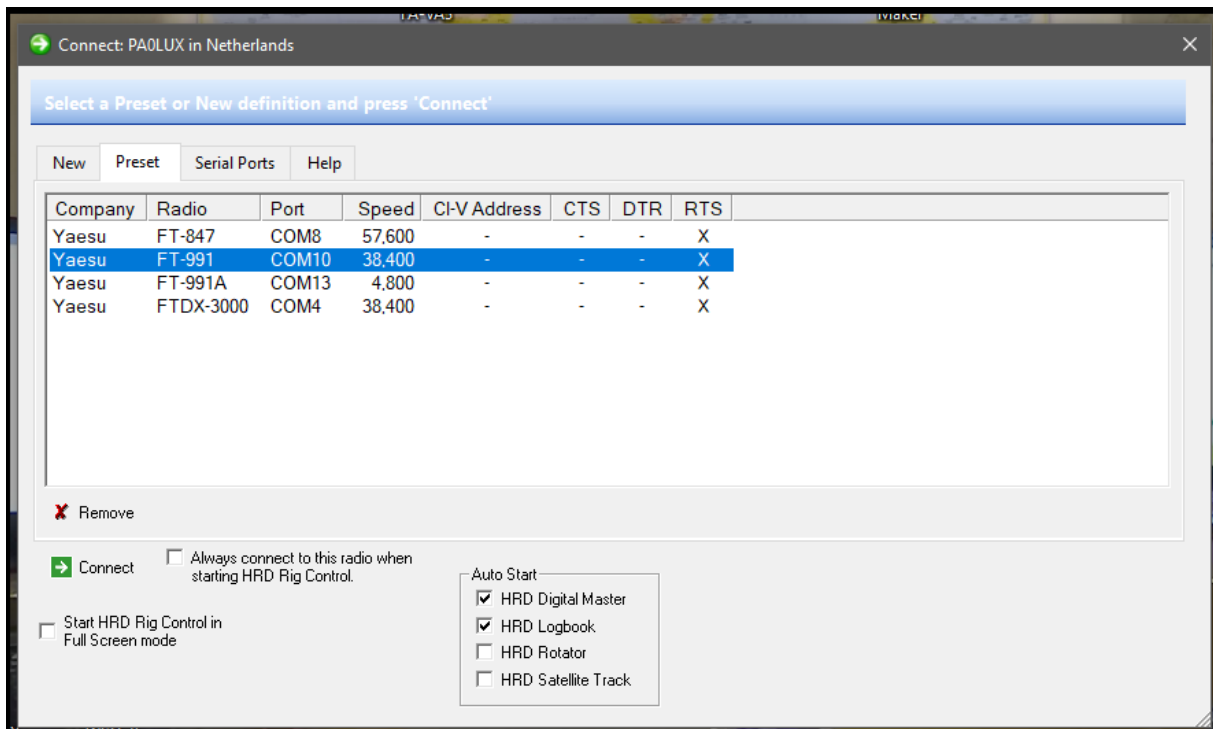 Maker
Connect: PA0LUX in Netherlands
Select a Preset or New definition and press 'Connect'
New Preset Serial Ports Help
Company Radio Port Speed CI-V Address CTS DTR RTS
Yaesu FT-847 COM8 57,600 - - - X
Yaesu FT-991 COM10 38,400 - - - X
Yaesu FT-991A COM13 4,800 - - - X
Yaesu FTDX-3000 COM4 38,400 - - - X
Remove
Connect
Always connect to this radio when
starting HRD Rig Control.
Start HRD Rig Control in
Full Screen mode
Auto Start
HRD Digital Master
HRD Logbook
HRD Rotator
HRD Satellite Track